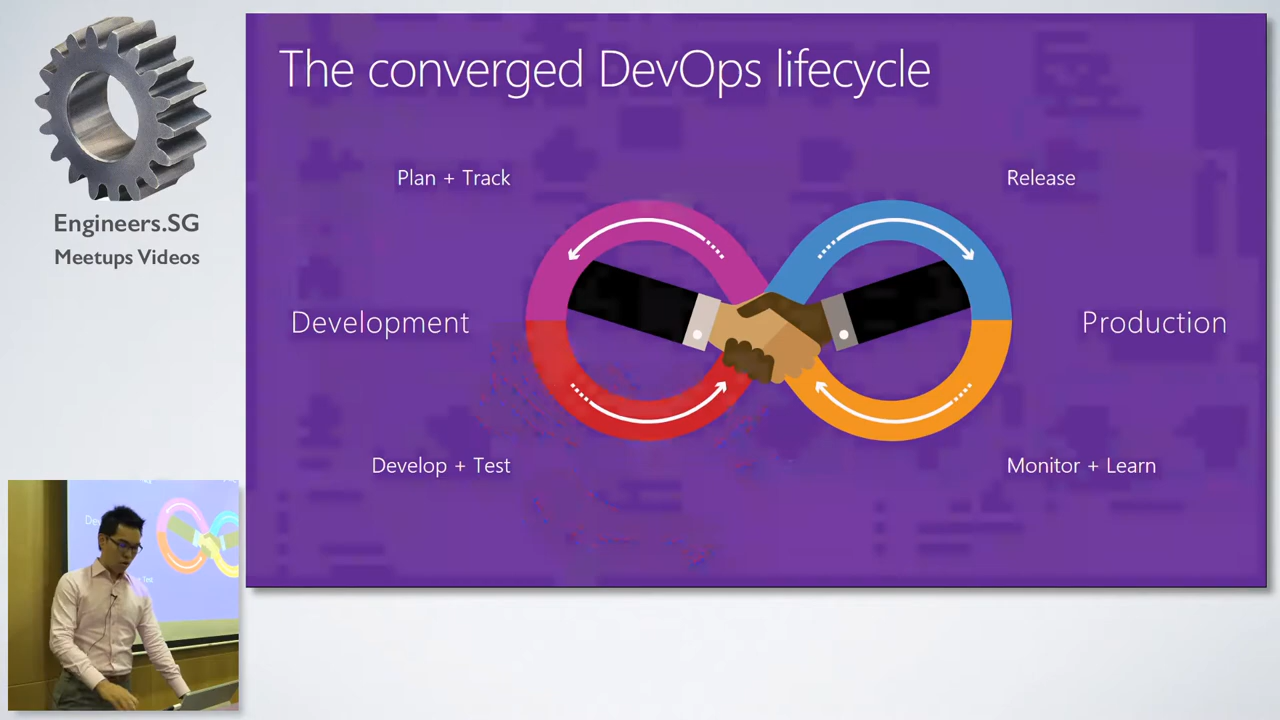 Engineers.SG
Meetups Videos
The converged DevOps lifecycle
Plan + Track
Release
Development
Production
Develop + Test
Monitor + Learn